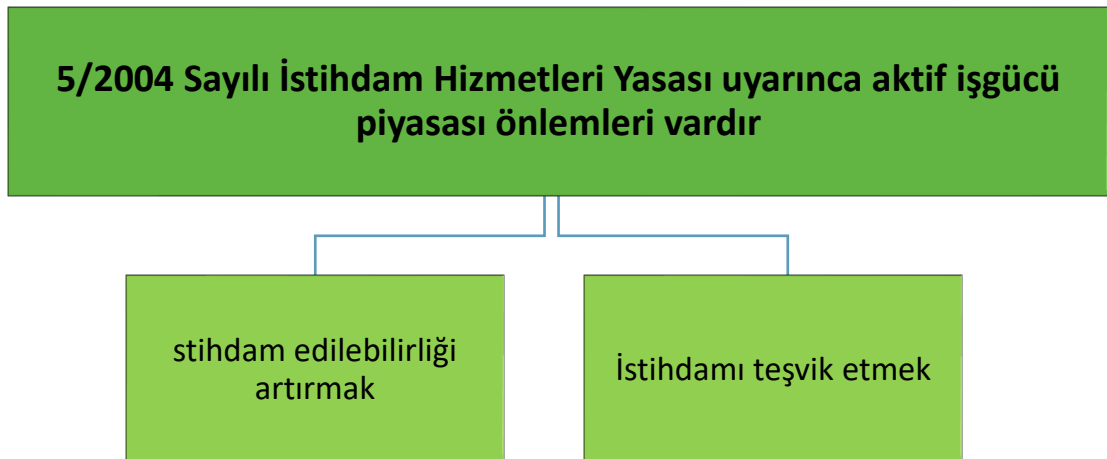 5/2004 Sayılı İstihdam Hizmetleri Yasası uyarınca aktif işgücü
piyasası önlemleri vardır
stihdam edilebilirliği
artırmak
İstihdamı teşvik etmek